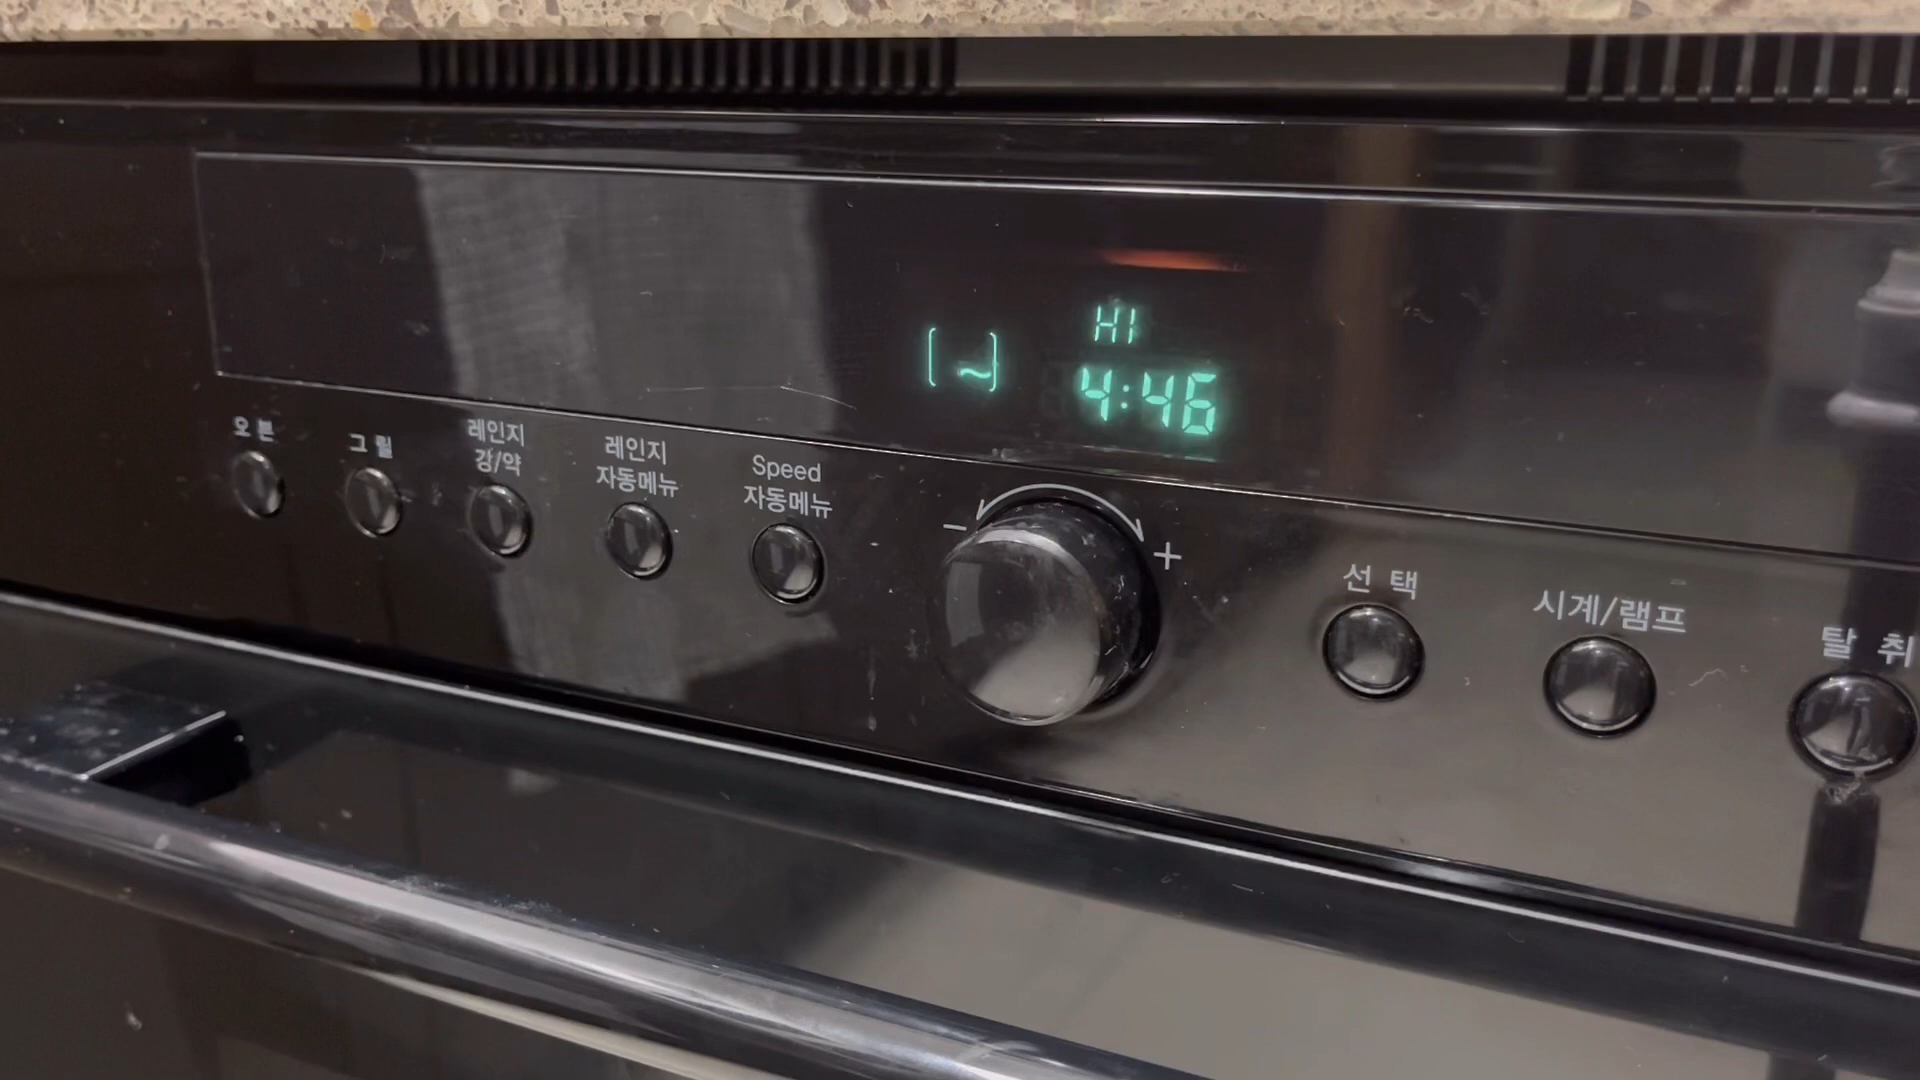 HI
4:46
오븐
그릴
레인지
강/약
레인지
자동메뉴
Speed
자동메뉴
- +
선택
시계/램프
탈취